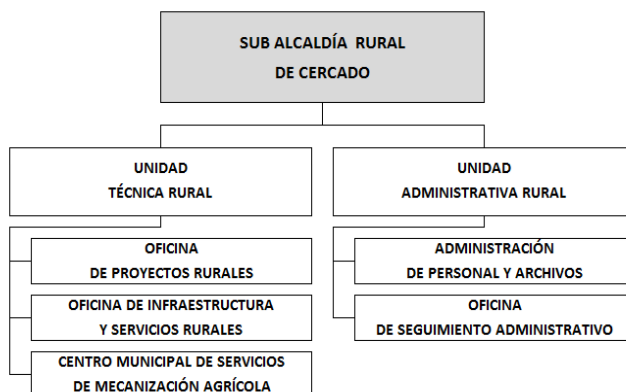 SUB ALCALDÍA RURAL
DE CERCADO
UNIDAD
TÉCNICA RURAL
UNIDAD
ADMINISTRATIVA RURAL
OFICINA
DE PROYECTOS RURALES
ADMINISTRACIÓN
DE PERSONAL Y ARCHIVOS
OFICINA DE INFRAESTRUCTURA
Y SERVICIOS RURALES
OFICINA
DE SEGUIMIENTO ADMINISTRATIVO
CENTRO MUNICIPAL DE SERVICIOS
DE MECANIZACIÓN AGRÍCOLA